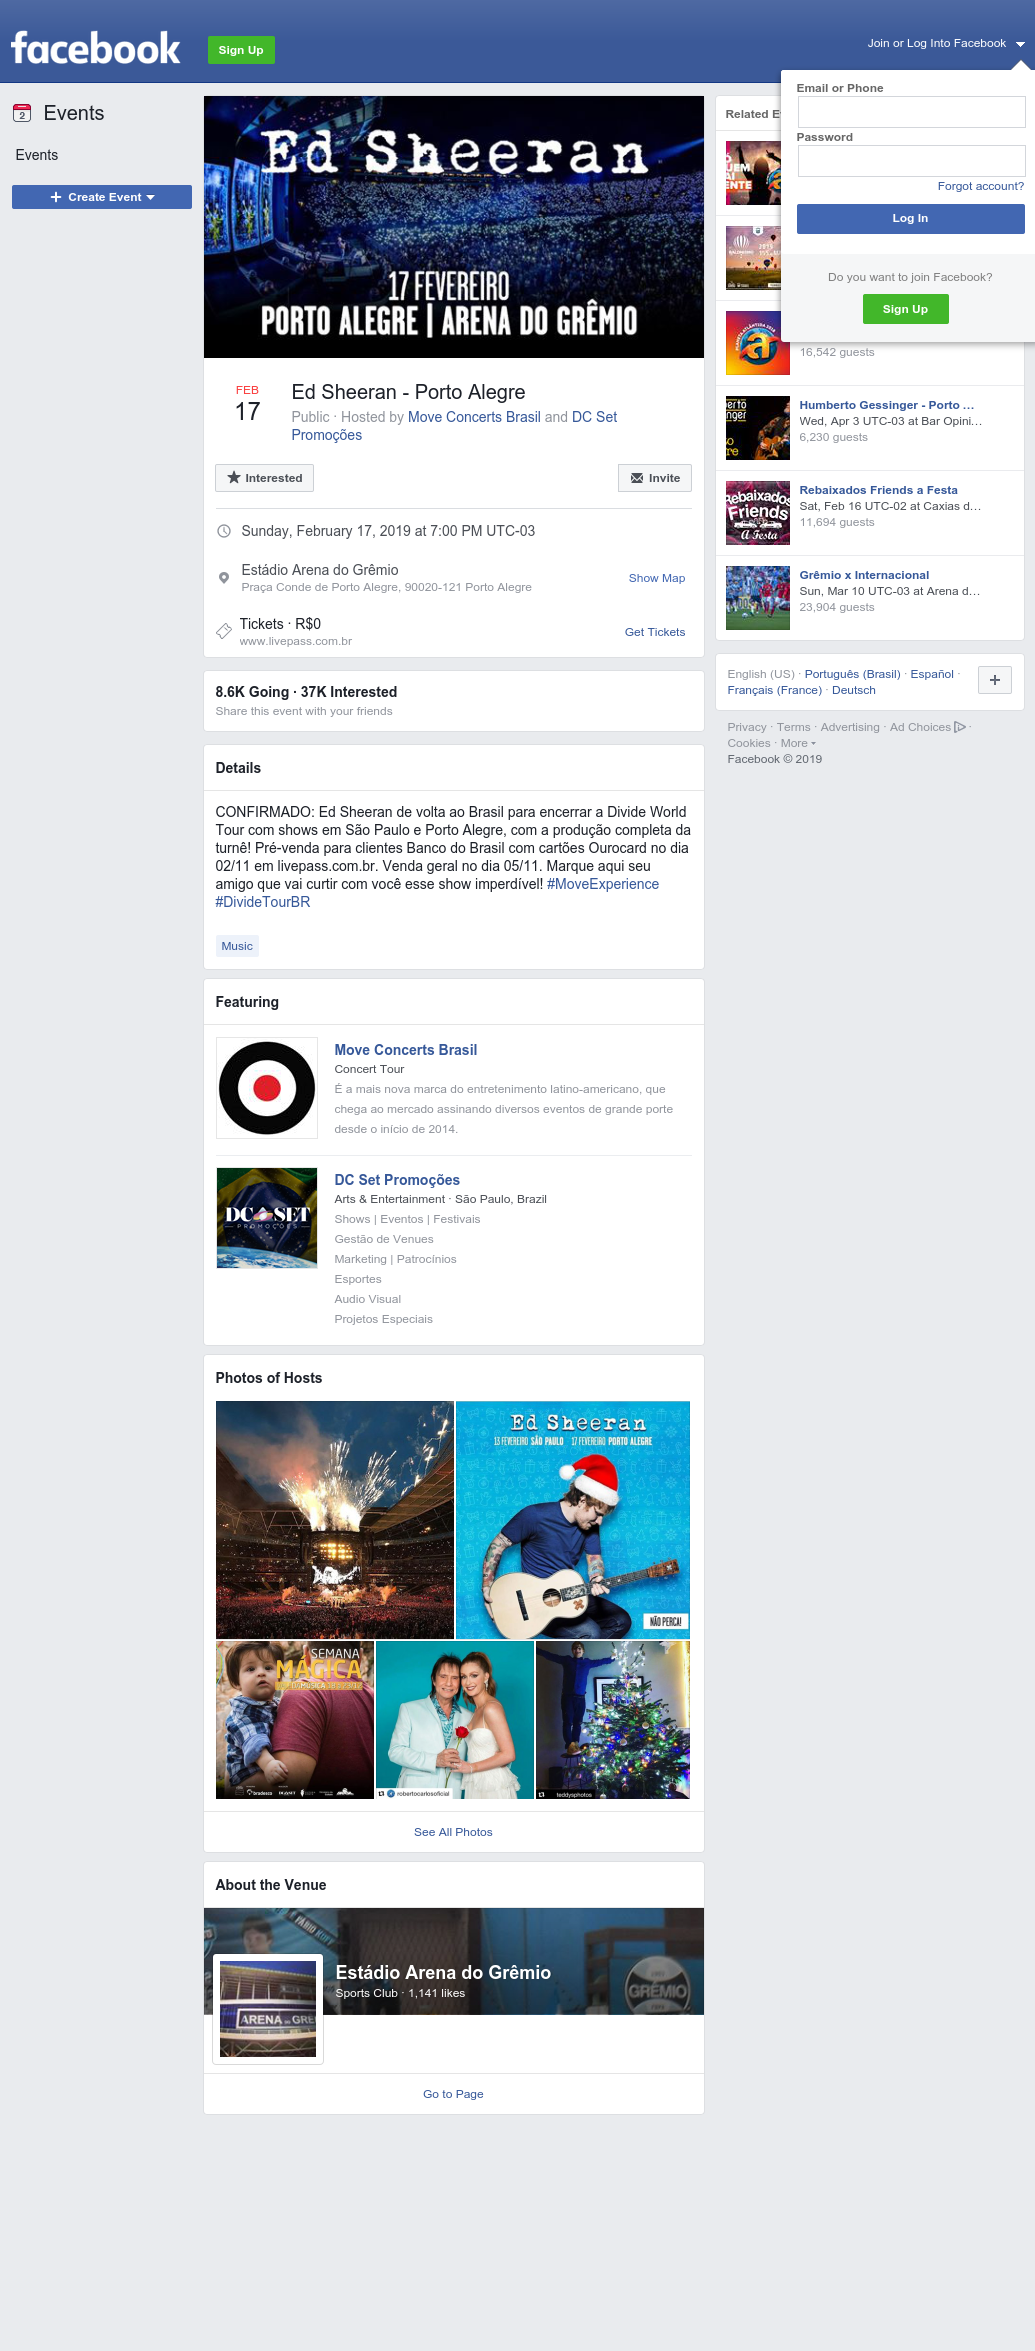 facebook
Sign Up
Join or Log Into Facebook
Email or Phone
Password
Forgot account?
Log In
Do you want to join Facebook?
Sign Up
2
Events
Events
Create Event
Ed Sheeran
17 FEVEREIRO
PORTO ALEGRE | ARENA DO GRÊMIO
FEB
17
Ed Sheeran - Porto Alegre
Public · Hosted by Move Concerts Brasil and DC Set
Promoções
Interested
Invite
Sunday, February 17, 2019 at 7:00 PM UTC-03
Estádio Arena do Grêmio
Praça Conde de Porto Alegre, 90020-121 Porto Alegre
Show Map
Tickets · R$0
www.livepass.com.br
Get Tickets
8.6K Going · 37K Interested
Share this event with your friends
Details
CONFIRMADO: Ed Sheeran de volta ao Brasil para encerrar a Divide World
Tour com shows em São Paulo e Porto Alegre, com a produção completa da
turnê! Pré-venda para clientes Banco do Brasil com cartões Ourocard no dia
02/11 em livepass.com.br. Venda geral no dia 05/11. Marque aqui seu
amigo que vai curtir com você esse show imperdível! #MoveExperience
#DivideTourBR
Music
Featuring
Move Concerts Brasil
Concert Tour
É a mais nova marca do entretenimento latino-americano, que
chega ao mercado assinando diversos eventos de grande porte
desde o início de 2014.
DC SET
PROMOÇÕES
DC Set Promoções
Arts & Entertainment · São Paulo, Brazil
Shows | Eventos | Festivais
Gestão de Venues
Marketing | Patrocínios
Esportes
Audio Visual
Projetos Especiais
Photos of Hosts
Ed Sheeran
13 FEVEREIRO SÃO PAULO 17 FEVEREIRO PORTO ALEGRE
NÃO PERCA!
SEMANA
MÁGICA
bradesco
robertocarlosoficial
teddysphotos
See All Photos
About the Venue
Estádio Arena do Grêmio
Sports Club · 1,141 likes
GRÊMIO
ARENA DO GRÊ
Go to Page
Related E
16,542 guests
Humberto Gessinger - Porto …
Wed, Apr 3 UTC-03 at Bar Opini…
6,230 guests
Rebaixados
Friends
A Festa
Rebaixados Friends a Festa
Sat, Feb 16 UTC-02 at Caxias d…
11,694 guests
Grêmio x Internacional
Sun, Mar 10 UTC-03 at Arena d…
23,904 guests
English (US) · Português (Brasil) · Español ·
Français (France) · Deutsch
Privacy · Terms · Advertising · Ad Choices ·
Cookies · More
Facebook © 2019